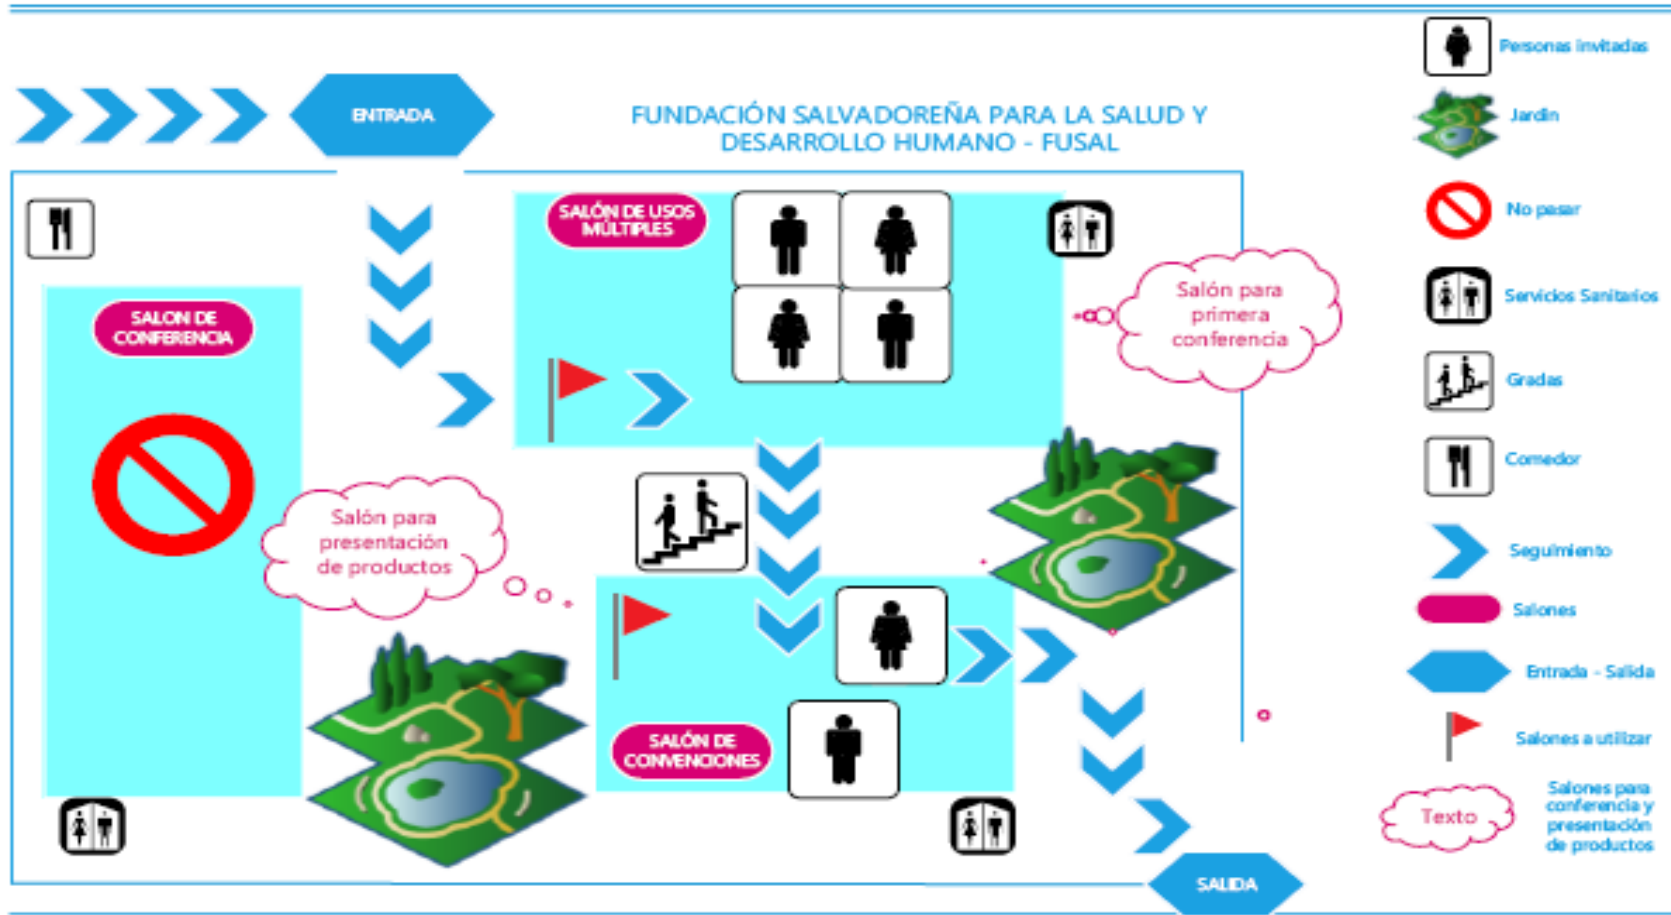 ENTRADA
FUNDACIÓN SALVADOREÑA PARA LA SALUD Y
DESARROLLO HUMANO - FUSAL
SALÓN DE USOS
MÚLTIPLES
SALON DE
CONFERENCIA
Salón para
primera
conferencia
Salón para
presentación
de productos
SALÓN DE
CONVENCIONES
SALIDA
Personas invitadas
Jardín
No pasar
Servicios Sanitarios
Gradas
Comedor
Seguimiento
Salones
Entrada - Salida
Salones a utilizar
Texto
Salones para
conferencia y
presentación
de productos